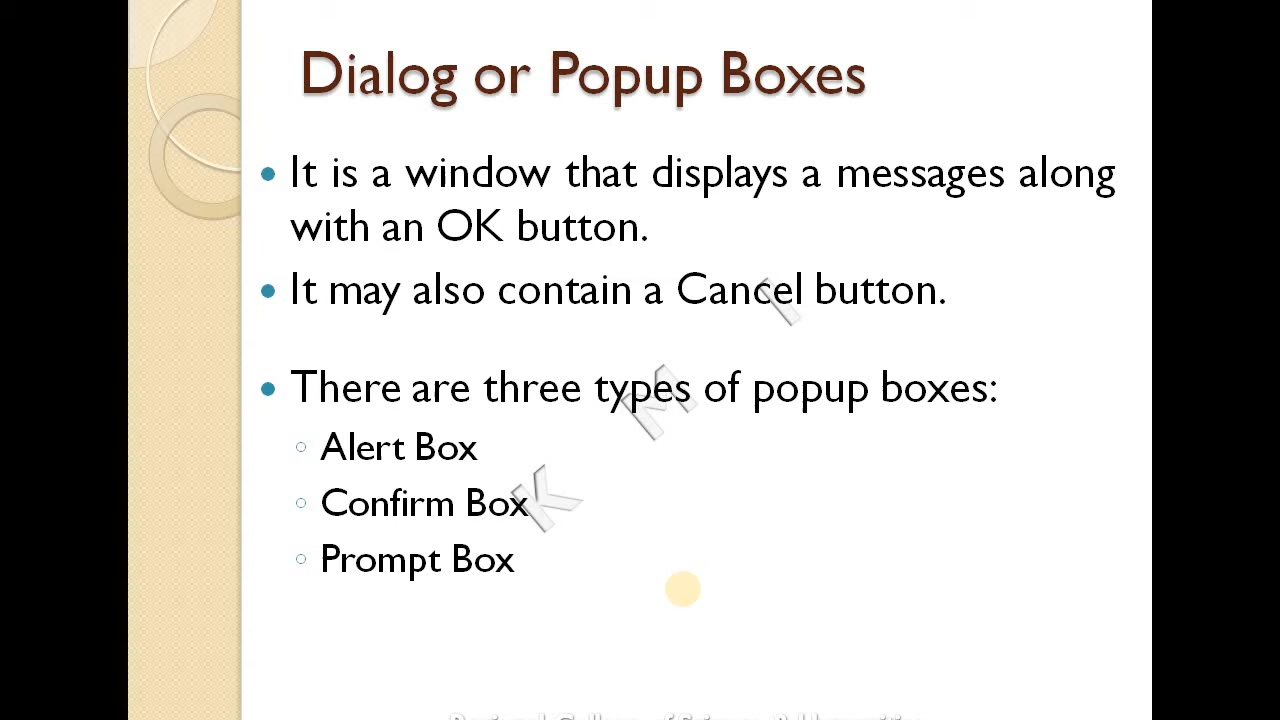 Dialog or Popup Boxes
It is a window that displays a messages along
with an OK button.
It may also contain a Cancel button.
There are three types of popup boxes:
Alert Box
Confirm Box
Prompt Box
K M I